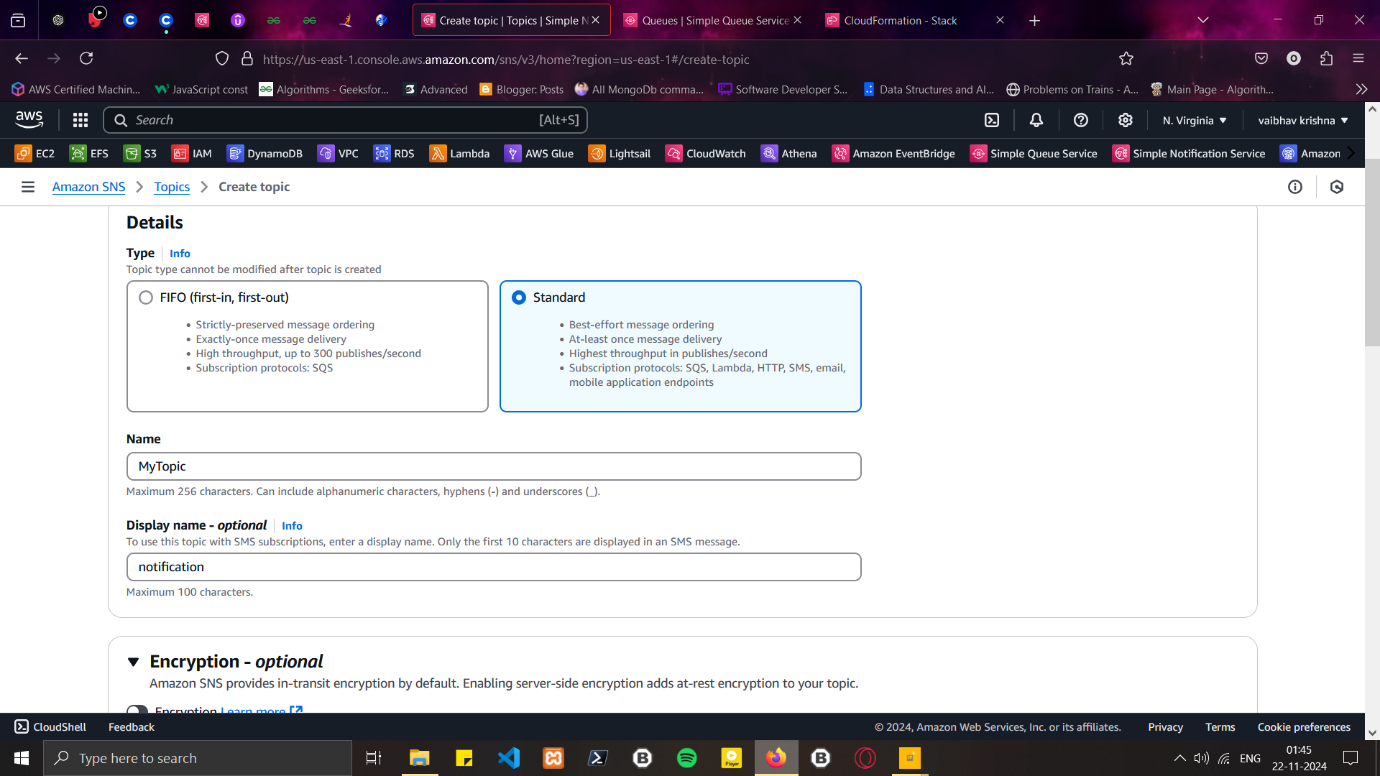 Create topic | Topics | Simple N
Queues | Simple Queue Service
CloudFormation - Stack
https://us-east-1.console.aws.amazon.com/sns/v3/home?region=us-east-1#/create-topic
AWS Certified Machin...
JavaScript const
Algorithms - Geeksfor...
Advanced
Blogger: Posts
All MongoDb comma...
Software Developer S...
Data Structures and Al...
Problems on Trains - A...
Main Page - Algorith...
aws
Search
[Alt+S]
N. Virginia
vaibhav krishna
EC2
EFS
S3
IAM
DynamoDB
VPC
RDS
Lambda
AWS Glue
Lightsail
CloudWatch
Athena
Amazon EventBridge
Simple Queue Service
Simple Notification Service
Amazon
Amazon SNS
Topics
Create topic
Details
Type
Info
Topic type cannot be modified after topic is created
FIFO (first-in, first-out)
• Strictly-preserved message ordering
• Exactly-once message delivery
• High throughput, up to 300 publishes/second
• Subscription protocols: SQS
Standard
• Best-effort message ordering
• At-least once message delivery
• Highest throughput in publishes/second
• Subscription protocols: SQS, Lambda, HTTP, SMS, email,
mobile application endpoints
Name
MyTopic
Maximum 256 characters. Can include alphanumeric characters, hyphens (-) and underscores (_).
Display name - optional
Info
To use this topic with SMS subscriptions, enter a display name. Only the first 10 characters are displayed in an SMS message.
notification
Maximum 100 characters.
Encryption - optional
Amazon SNS provides in-transit encryption by default. Enabling server-side encryption adds at-rest encryption to your topic.
Encryption Learn more
CloudShell
Feedback
© 2024, Amazon Web Services, Inc. or its affiliates.
Privacy
Terms
Cookie preferences
Type here to search
ENG
01:45
22-11-2024